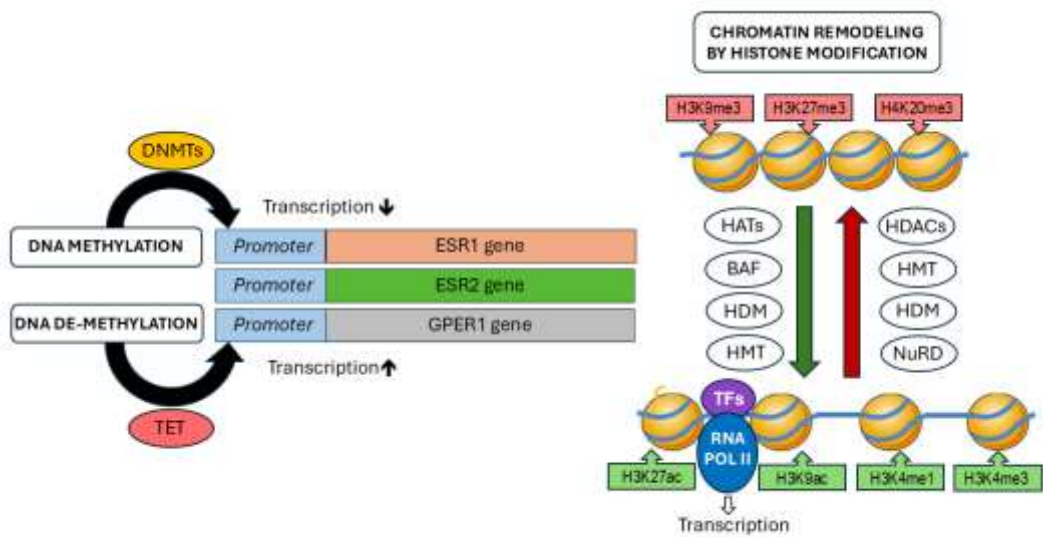 DNMTs
Transcription ↓
DNA METHYLATION
Promoter ESR1 gene
Promoter ESR2 gene
DNA DE-METHYLATION
Promoter GPER1 gene
Transcription ↑
TET
CHROMATIN REMODELING
BY HISTONE MODIFICATION
H3K9me3 H3K27me3 H4K20me3
HATs HDACs
BAF HMT
HDM HDM
HMT NuRD
TFs
RNA
POL II
H3K27ac H3K9ac H3K4me1 H3K4me3
Transcription